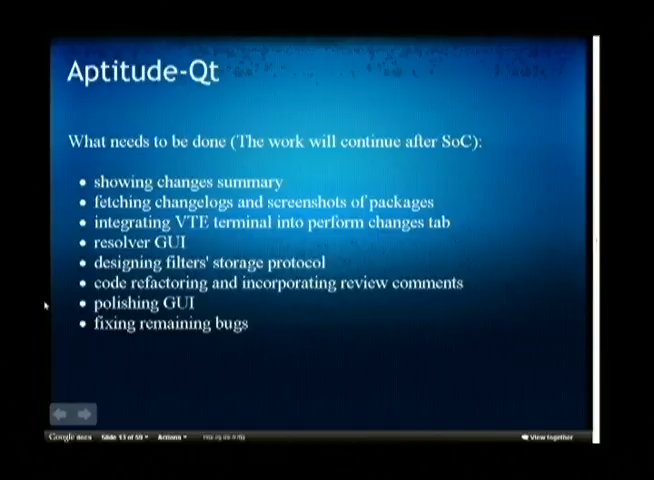 Aptitude-Qt
What needs to be done (The work will continue after SoC):
showing changes summary
fetching changelogs and screenshots of packages
integrating VTE terminal into perform changes tab
resolver GUI
designing filters' storage protocol
code refactoring and incorporating review comments
polishing GUI
fixing remaining bugs
Google docs Slide 13 of 59 Actions View together